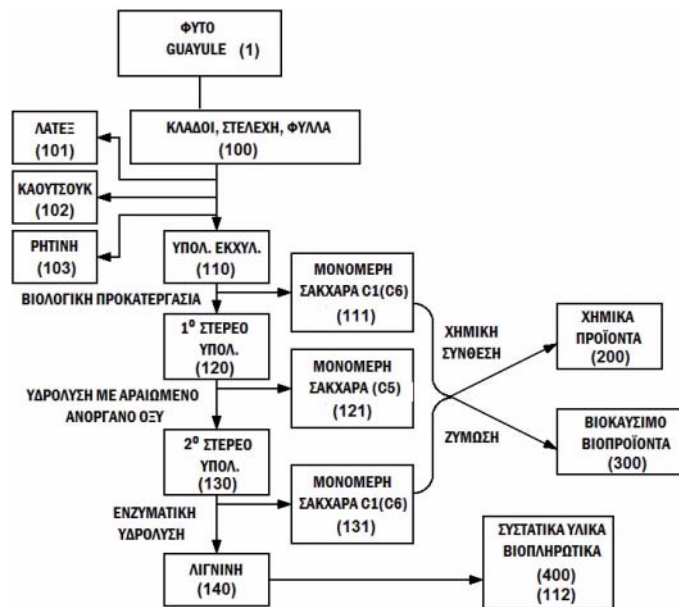 ΦΥΤΟ
GUAYULE (1)
ΚΛΑΔΟΙ, ΣΤΕΛΕΧΗ, ΦΥΛΛΑ
(100)
ΛΑΤΕΞ
(101)
ΚΑΟΥΤΣΟΥΚ
(102)
ΡΗΤΙΝΗ
(103)
ΥΠΟΛ. ΕΚΧΥΛ.
(110)
ΒΙΟΛΟΓΙΚΗ ΠΡΟΚΑΤΕΡΓΑΣΙΑ
ΜΟΝΟΜΕΡΗ
ΣΑΚΧΑΡΑ C1(C6)
(111)
1º ΣΤΕΡΕΟ
ΥΠΟΛ.
(120)
ΥΔΡΟΛΥΣΗ ΜΕ ΑΡΑΙΩΜΕΝΟ
ΑΝΟΡΓΑΝΟ ΟΞΥ
ΜΟΝΟΜΕΡΗ
ΣΑΚΧΑΡΑ (C5)
(121)
2º ΣΤΕΡΕΟ
ΥΠΟΛ.
(130)
ΕΝΖΥΜΑΤΙΚΗ
ΥΔΡΟΛΥΣΗ
ΜΟΝΟΜΕΡΗ
ΣΑΚΧΑΡΑ C1(C6)
(131)
ΛΙΓΝΙΝΗ
(140)
ΧΗΜΙΚΗ
ΣΥΝΘΕΣΗ
ΖΥΜΩΣΗ
ΧΗΜΙΚΑ
ΠΡΟΪΟΝΤΑ
(200)
ΒΙΟΚΑΥΣΙΜΟ
ΒΙΟΠΡΟΪΟΝΤΑ
(300)
ΣΥΣΤΑΤΙΚΑ ΥΛΙΚΑ
ΒΙΟΠΛΗΡΩΤΙΚΑ
(400)
(112)